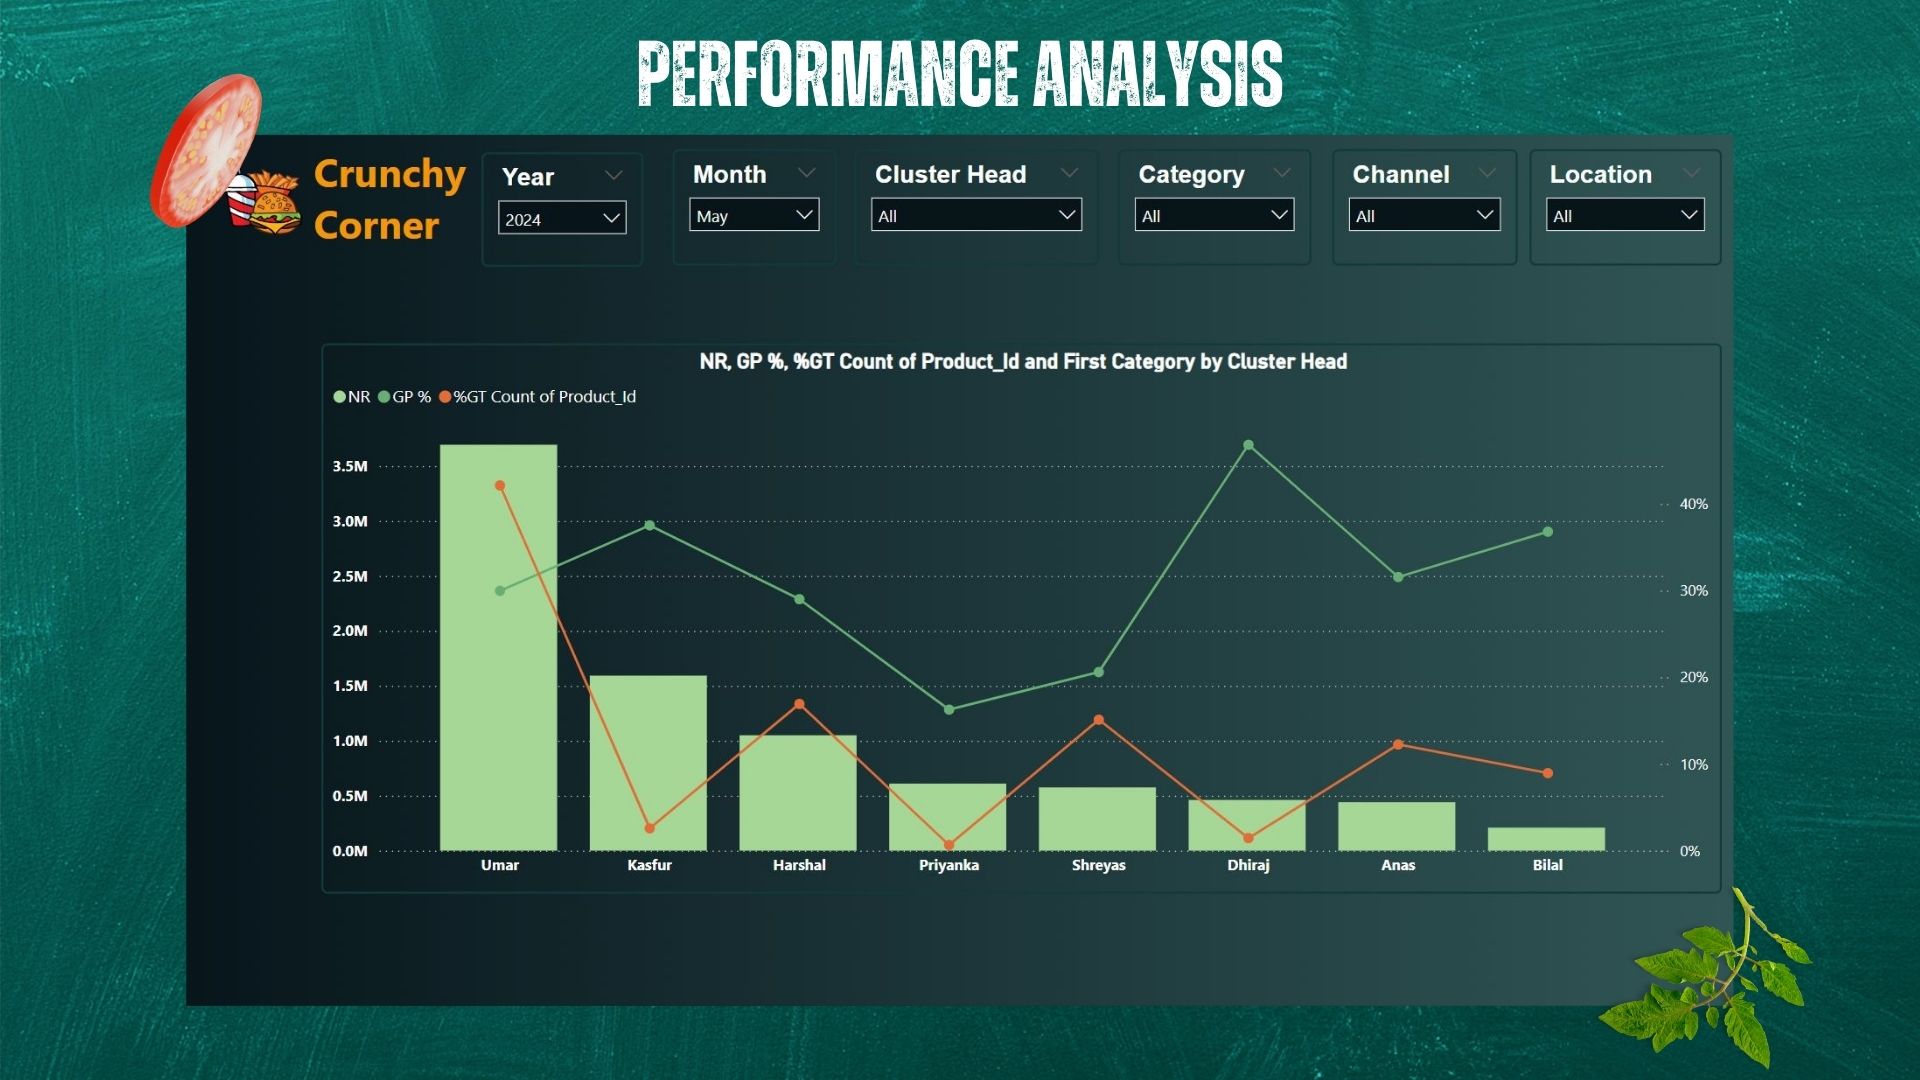 PERFORMANCE ANALYSIS
Crunchy
Corner
Year
2024
Month
May
Cluster Head
All
Category
All
Channel
All
Location
All
NR, GP %, %GT Count of Product_Id and First Category by Cluster Head
NR GP % %GT Count of Product_Id
3.5M
3.0M
2.5M
2.0M
1.5M
1.0M
0.5M
0.0M
40%
30%
20%
10%
0%
Umar Kasfur Harshal Priyanka Shreyas Dhiraj Anas Bilal